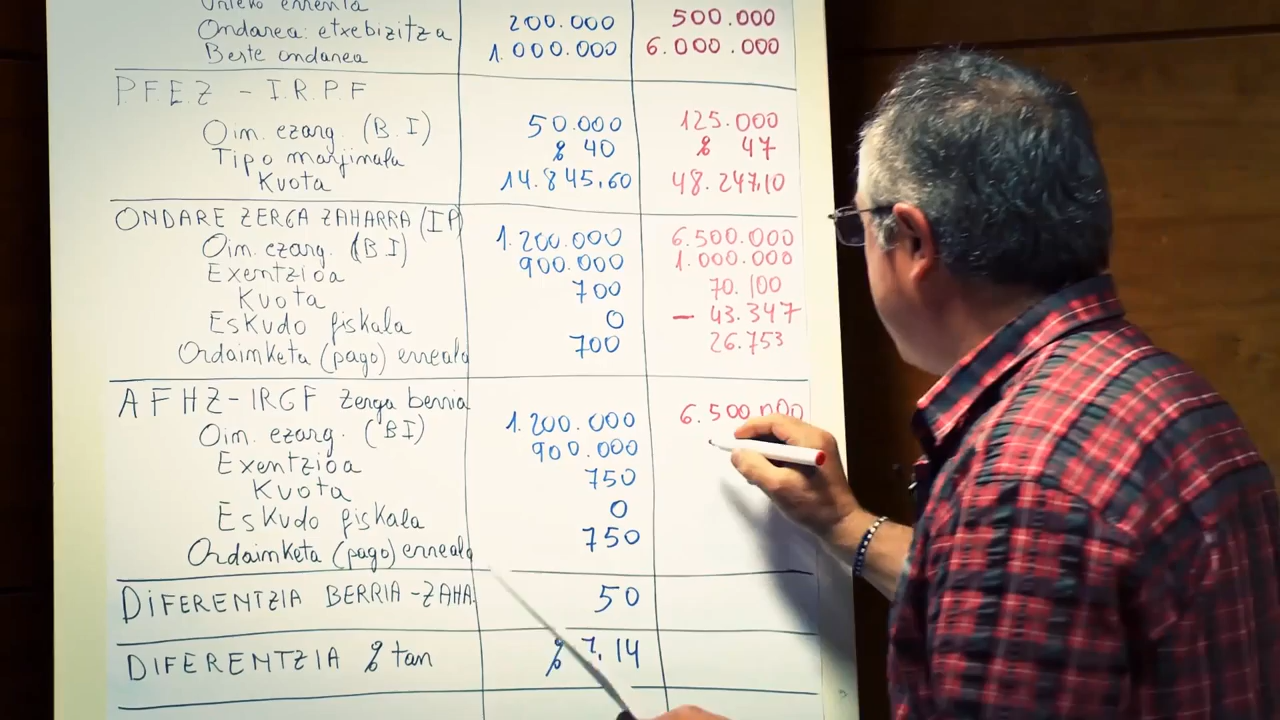 Urteko errenta 500.000
Ondarea: etxebizitza 200.000
Beste ondarea 1.000.000 6.000.000
P.F.E.Z - I.R.P.F
Oin. ezarg. (B.I) 50.000 125.000
Tipo marjinala % 40 % 47
Kuota 14.845,60 48.247,10
ONDARE ZERGA ZAHARRA (IP)
Oin. ezarg. (BI) 1.200.000 6.500.000
Exentzioa 900.000 1.000.000
Kuota 700 70.100
Eskudo fiskala 0 - 43.347
Ordainketa (pago) erreala 700 26.753
AFHZ-IRGF Zerga berria
Oin. ezarg. (BI) 1.200.000 6.500.000
Exentzioa 900.000
Kuota 750
Eskudo fiskala 0
Ordainketa (pago) erreala 750
DIFERENTZIA BERRIA-ZAHA 50
DIFERENTZIA % tan % 7,14